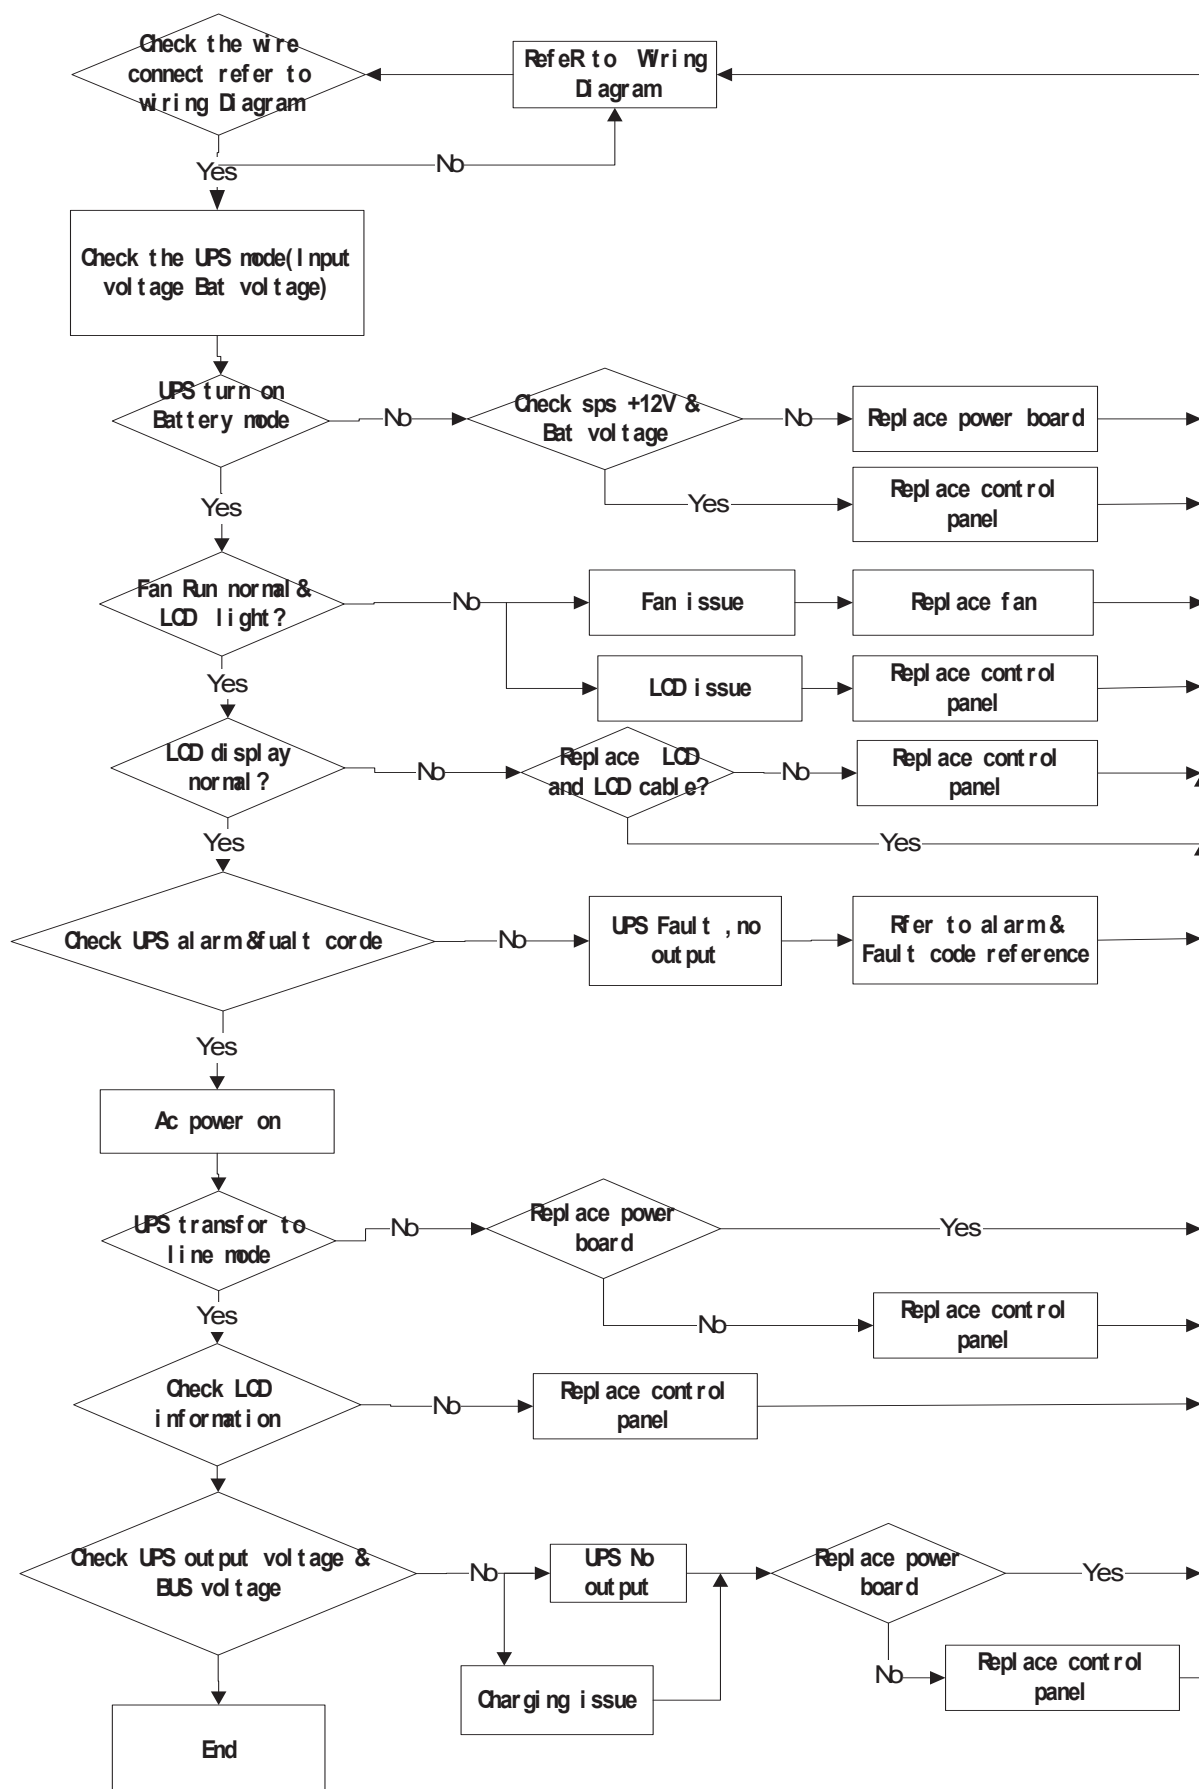 Check the wire
connect refer to
wiring Diagram
RefeR to Wiring
Diagram
No
Yes
Check the UPS mode(Input
voltage Bat voltage)
UPS turn on
Battery mode
No
Check sps +12V &
Bat voltage
No
Replace power board
Yes
Yes
Replace control
panel
Fan Run normal &
LCD light?
No
Fan issue
Replace fan
Yes
LCD issue
Replace control
panel
LCD display
normal?
No
Replace LCD
and LCD cable?
No
Replace control
panel
Yes
Yes
Check UPS alarm &fualt corde
No
UPS Fault ,no
output
Rfer to alarm &
Fault code reference
Yes
Ac power on
UPS transfor to
line mode
No
Replace power
board
Yes
Yes
No
Replace control
panel
Check LCD
information
No
Replace control
panel
Check UPS output voltage &
BUS voltage
No
UPS No
output
Replace power
board
Yes
Charging issue
No
Replace control
panel
End